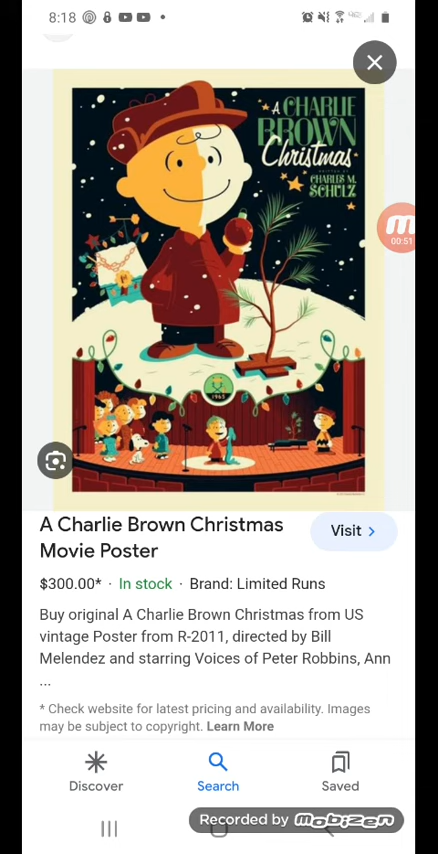 8:18
A CHARLIE
BROWN
Christmas
CHARLES M.
SCHULZ
00:51
1965
A Charlie Brown Christmas
Movie Poster
Visit >
$300.00* · In stock · Brand: Limited Runs
Buy original A Charlie Brown Christmas from US
vintage Poster from R-2011, directed by Bill
Melendez and starring Voices of Peter Robbins, Ann
...
* Check website for latest pricing and availability. Images
may be subject to copyright. Learn More
Discover
Search
Saved
Recorded by mobizen